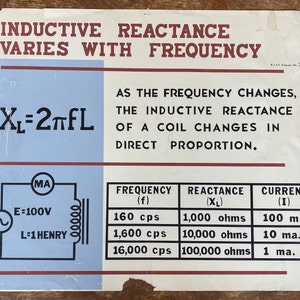 INDUCTIVE REACTANCE
VARIES WITH FREQUENCY
AS THE FREQUENCY CHANGES,
THE INDUCTIVE REACTANCE
OF A COIL CHANGES IN
DIRECT PROPORTION.
XL=2πfL
MA
E=100V
L=1 HENRY
FREQUENCY (f) REACTANCE (XL) CURREN (I)
160 cps 1,000 ohms 100 m
1,600 cps 10,000 ohms 10 ma.
16,000 cps 100,000 ohms 1 ma.